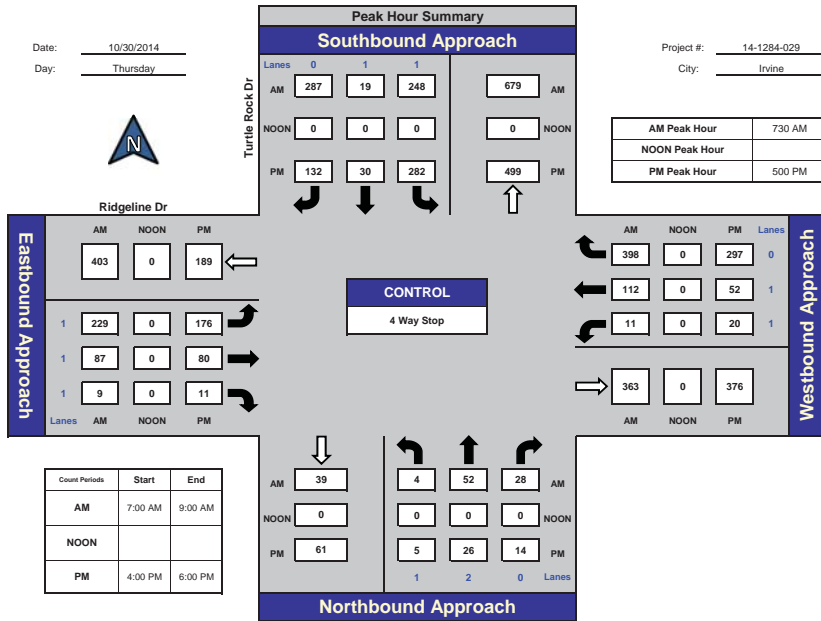 Peak Hour Summary
Southbound Approach
Date: 10/30/2014
Day: Thursday
Project #: 14-1284-029
City: Irvine
N
Turtle Rock Dr
Lanes 0 1 1
AM 287 19 248 679 AM
NOON 0 0 0 0 NOON
PM 132 30 282 499 PM
AM Peak Hour 730 AM
NOON Peak Hour
PM Peak Hour 500 PM
Ridgeline Dr
Eastbound Approach
AM NOON PM
403 0 189
1 229 0 176
1 87 0 80
1 9 0 11
Lanes AM NOON PM
CONTROL
4 Way Stop
AM NOON PM Lanes
398 0 297 0
112 0 52 1
11 0 20 1
363 0 376
AM NOON PM
Westbound Approach
Count Periods Start End
AM 7:00 AM 9:00 AM
NOON
PM 4:00 PM 6:00 PM
AM 39 4 52 28 AM
NOON 0 0 0 0 NOON
PM 61 5 26 14 PM
1 2 0 Lanes
Northbound Approach